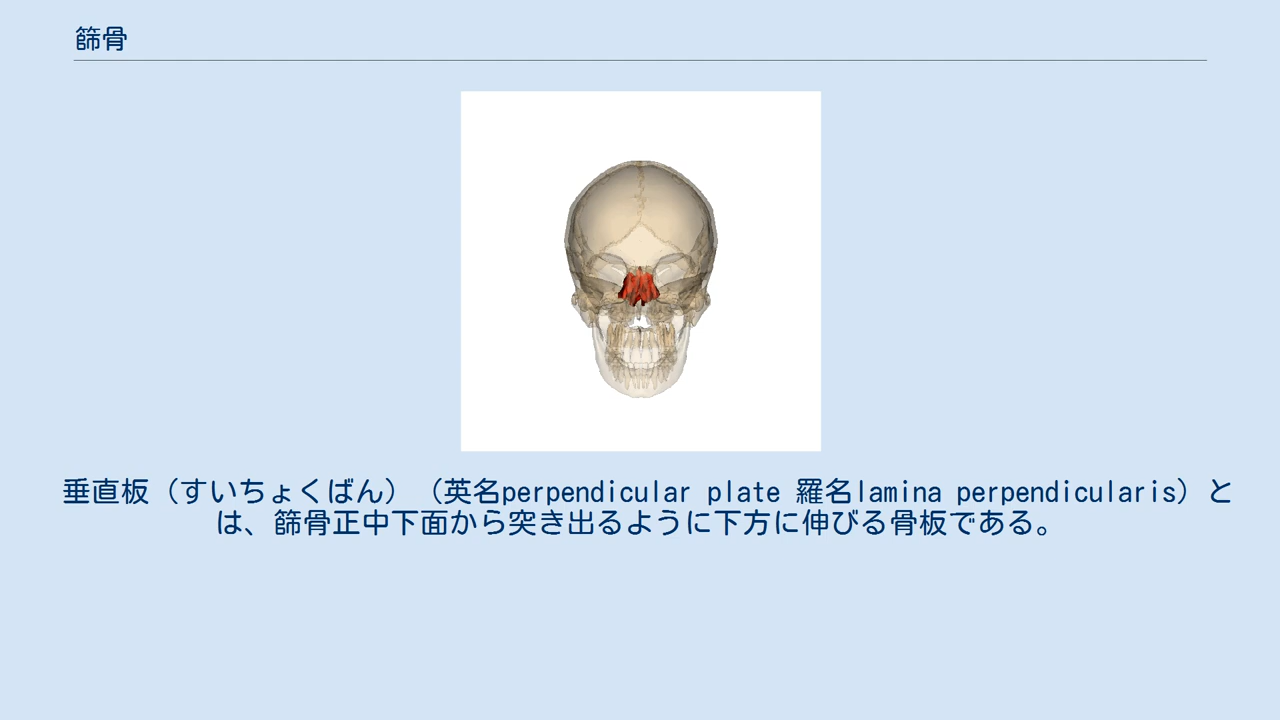 篩骨
垂直板（すいちょくばん）（英名perpendicular plate 羅名lamina perpendicularis）と
は、篩骨正中下面から突き出るように下方に伸びる骨板である。